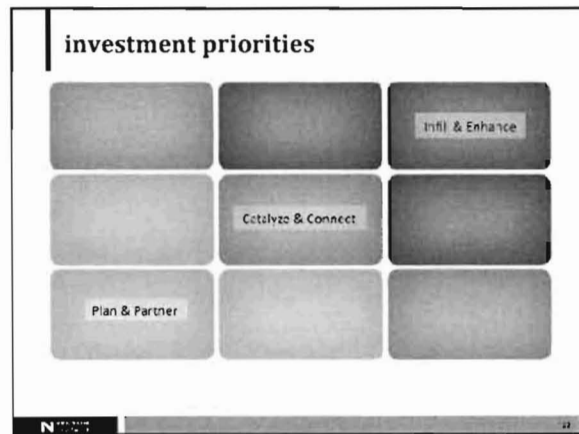 investment priorities
Infill & Enhance
Catalyze & Connect
Plan & Partner
N